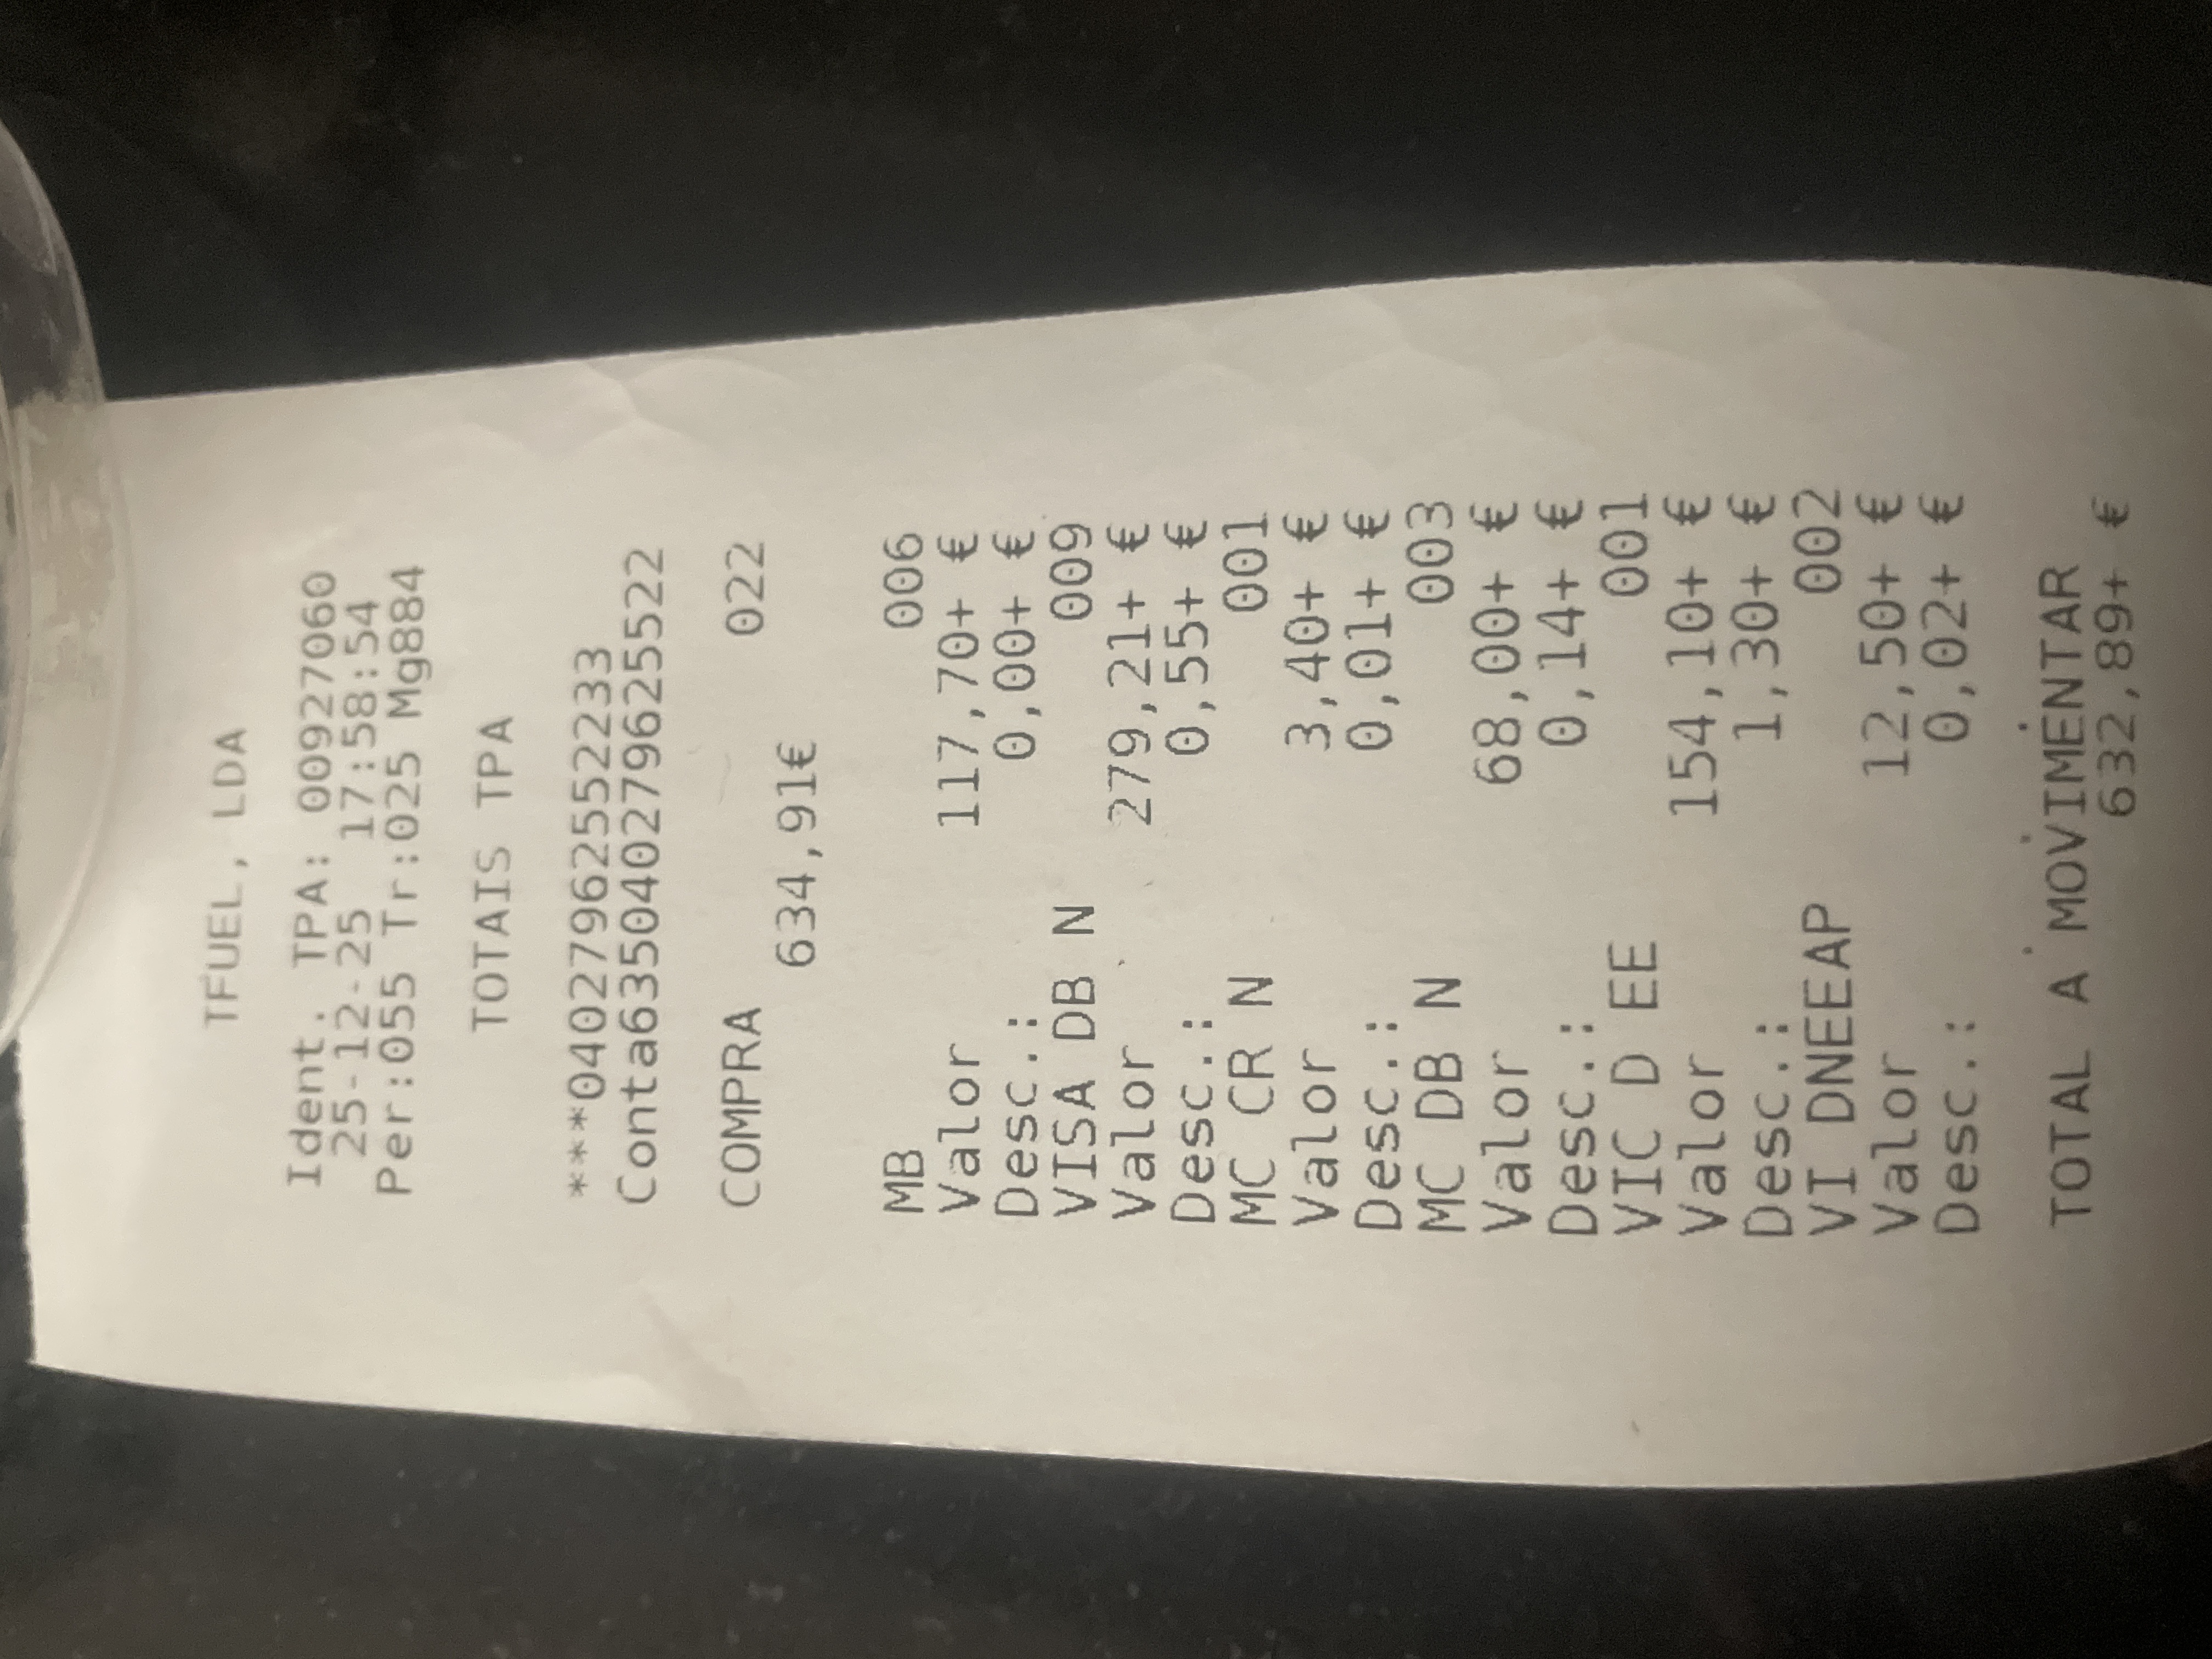 TFUEL, LDA
Ident. TPA: 00927060
25-12-25 17:58:54
Per:055 Tr:025 Mg884
TOTAIS TPA
***040279625552233
Conta635040279625522
COMPRA 022
634,91€
MB 006
Valor 117,70+ €
Desc.: 0,00+ €
VISA DB N 009
Valor 279,21+ €
Desc.: 0,55+ €
MC CR N 001
Valor 3,40+ €
Desc.: 0,01+ €
MC DB N 003
Valor 68,00+ €
Desc.: 0,14+ €
VIC D EE 001
Valor 154,10+ €
Desc.: 1,30+ €
VI DNEEAP 002
Valor 12,50+ €
Desc.: 0,02+ €
TOTAL A MOVIMENTAR
632,89+ €